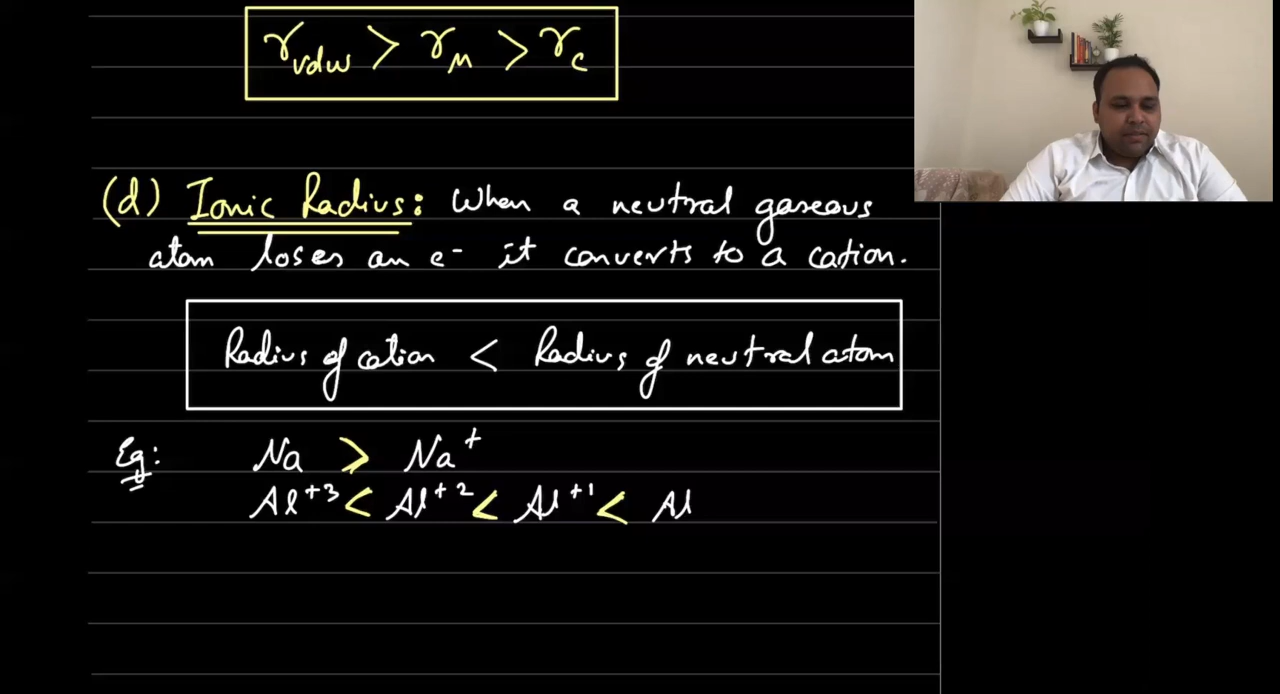 r_vdw > r_M > r_c
(d) Ionic Radius: When a neutral gaseous
atom loses an e⁻ it converts to a cation.
Radius of cation < Radius of neutral atom
Eg: Na > Na⁺
Al⁺³ < Al⁺² < Al⁺¹ < Al